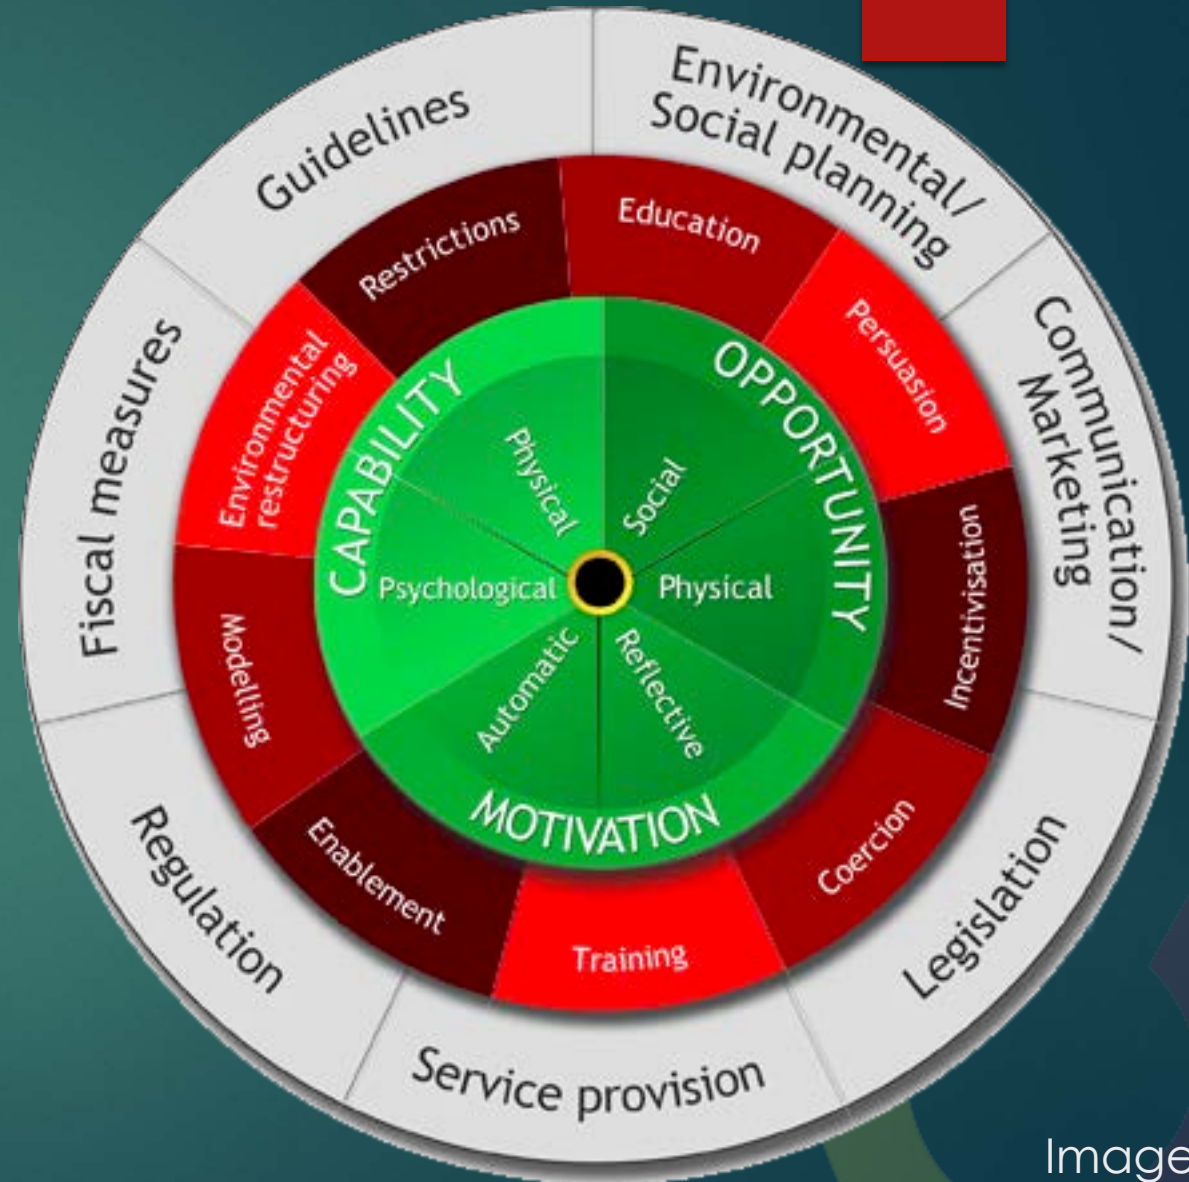 Guidelines
Environmental/
Social planning
Communication/
Marketing
Legislation
Service provision
Regulation
Fiscal measures
Restrictions
Education
Persuasion
Incentivisation
Coercion
Training
Enablement
Modelling
Environmental
restructuring
CAPABILITY
OPPORTUNITY
MOTIVATION
Physical
Social
Physical
Reflective
Automatic
Psychological
Image